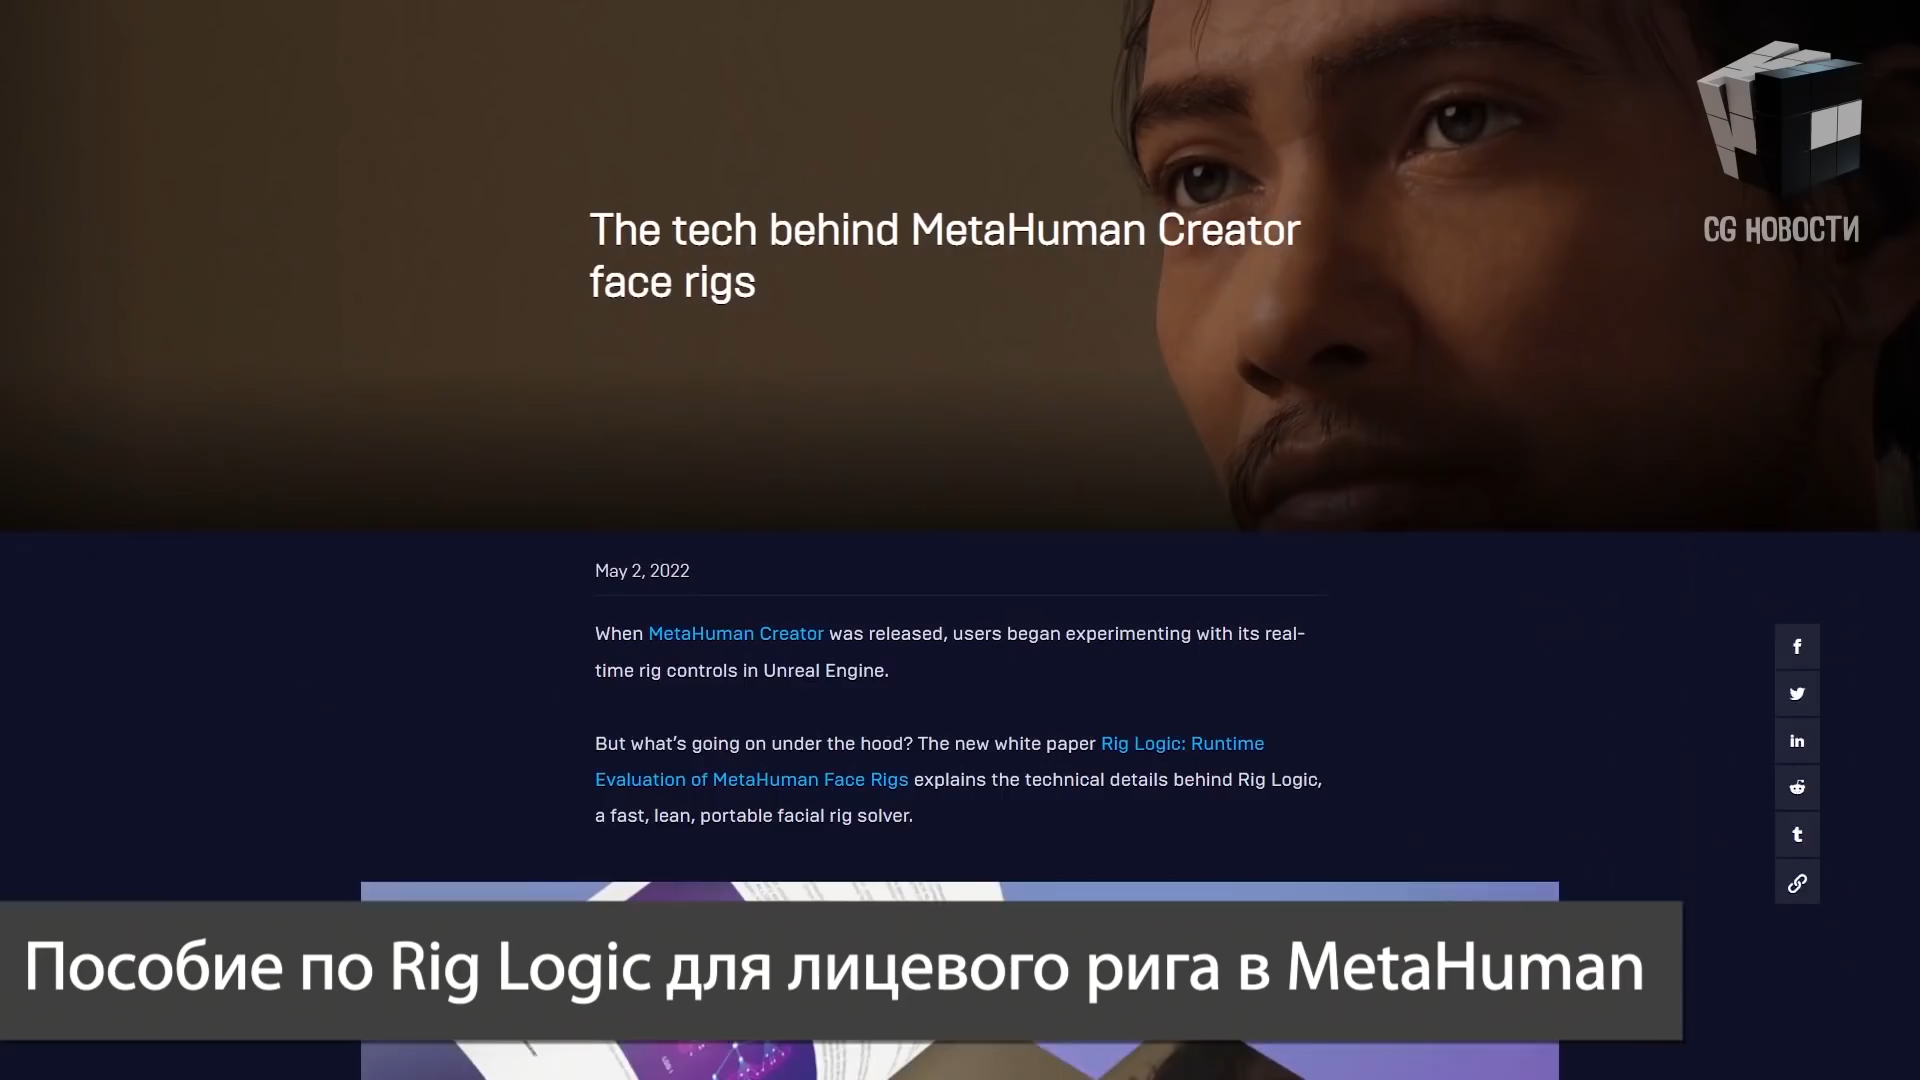 CG НОВОСТИ
The tech behind MetaHuman Creator
face rigs
May 2, 2022
When MetaHuman Creator was released, users began experimenting with its real-
time rig controls in Unreal Engine.
But what's going on under the hood? The new white paper Rig Logic: Runtime
Evaluation of MetaHuman Face Rigs explains the technical details behind Rig Logic,
a fast, lean, portable facial rig solver.
Пособие по Rig Logic для лицевого рига в MetaHuman